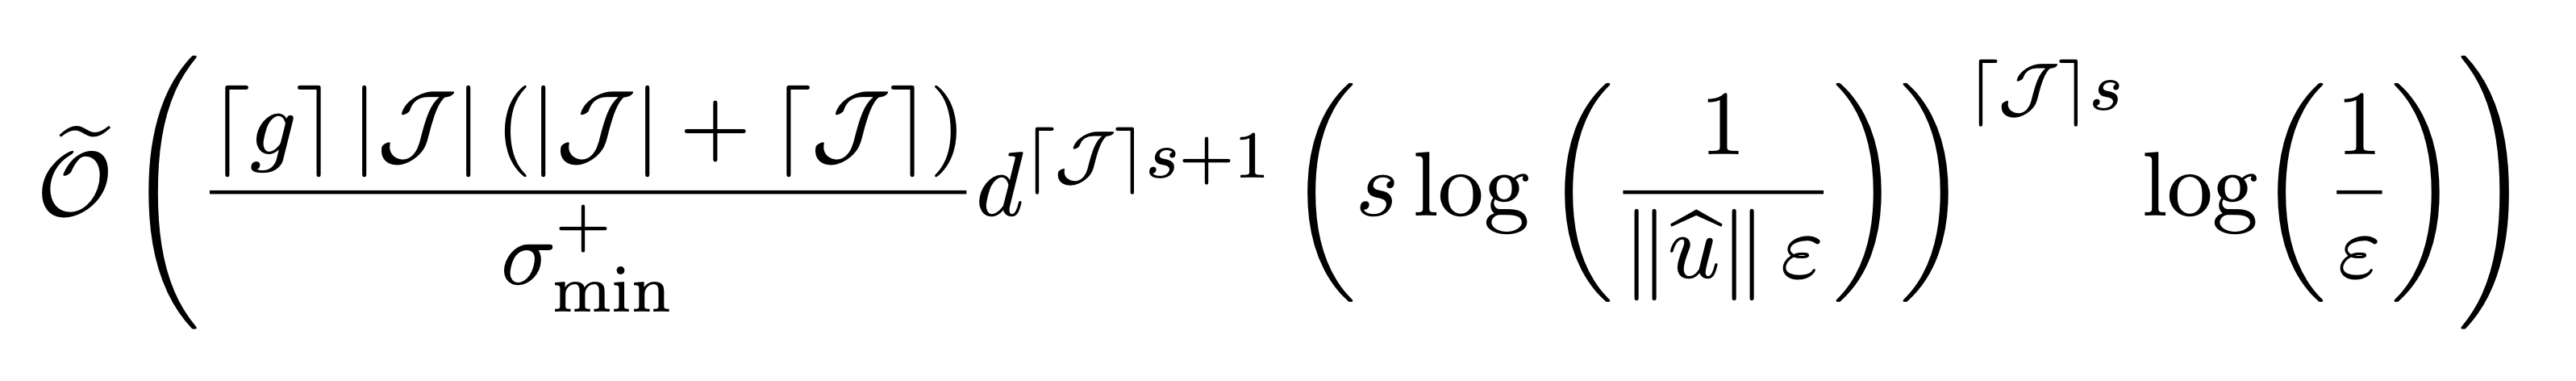 \widetilde{\mathcal{O}}\left(\frac{\lceil g\rceil\,|\mathcal{J}|\,(|\mathcal{J}|+\lceil\mathcal{J}\rceil)}{\sigma_{\min}^{+}}d^{\lceil\mathcal{J}\rceil s+1}\left(s\log\left(\frac{1}{\|\widehat{u}\|\,\varepsilon}\right)\right)^{\lceil\mathcal{J}\rceil s}\log\left(\frac{1}{\varepsilon}\right)\right)